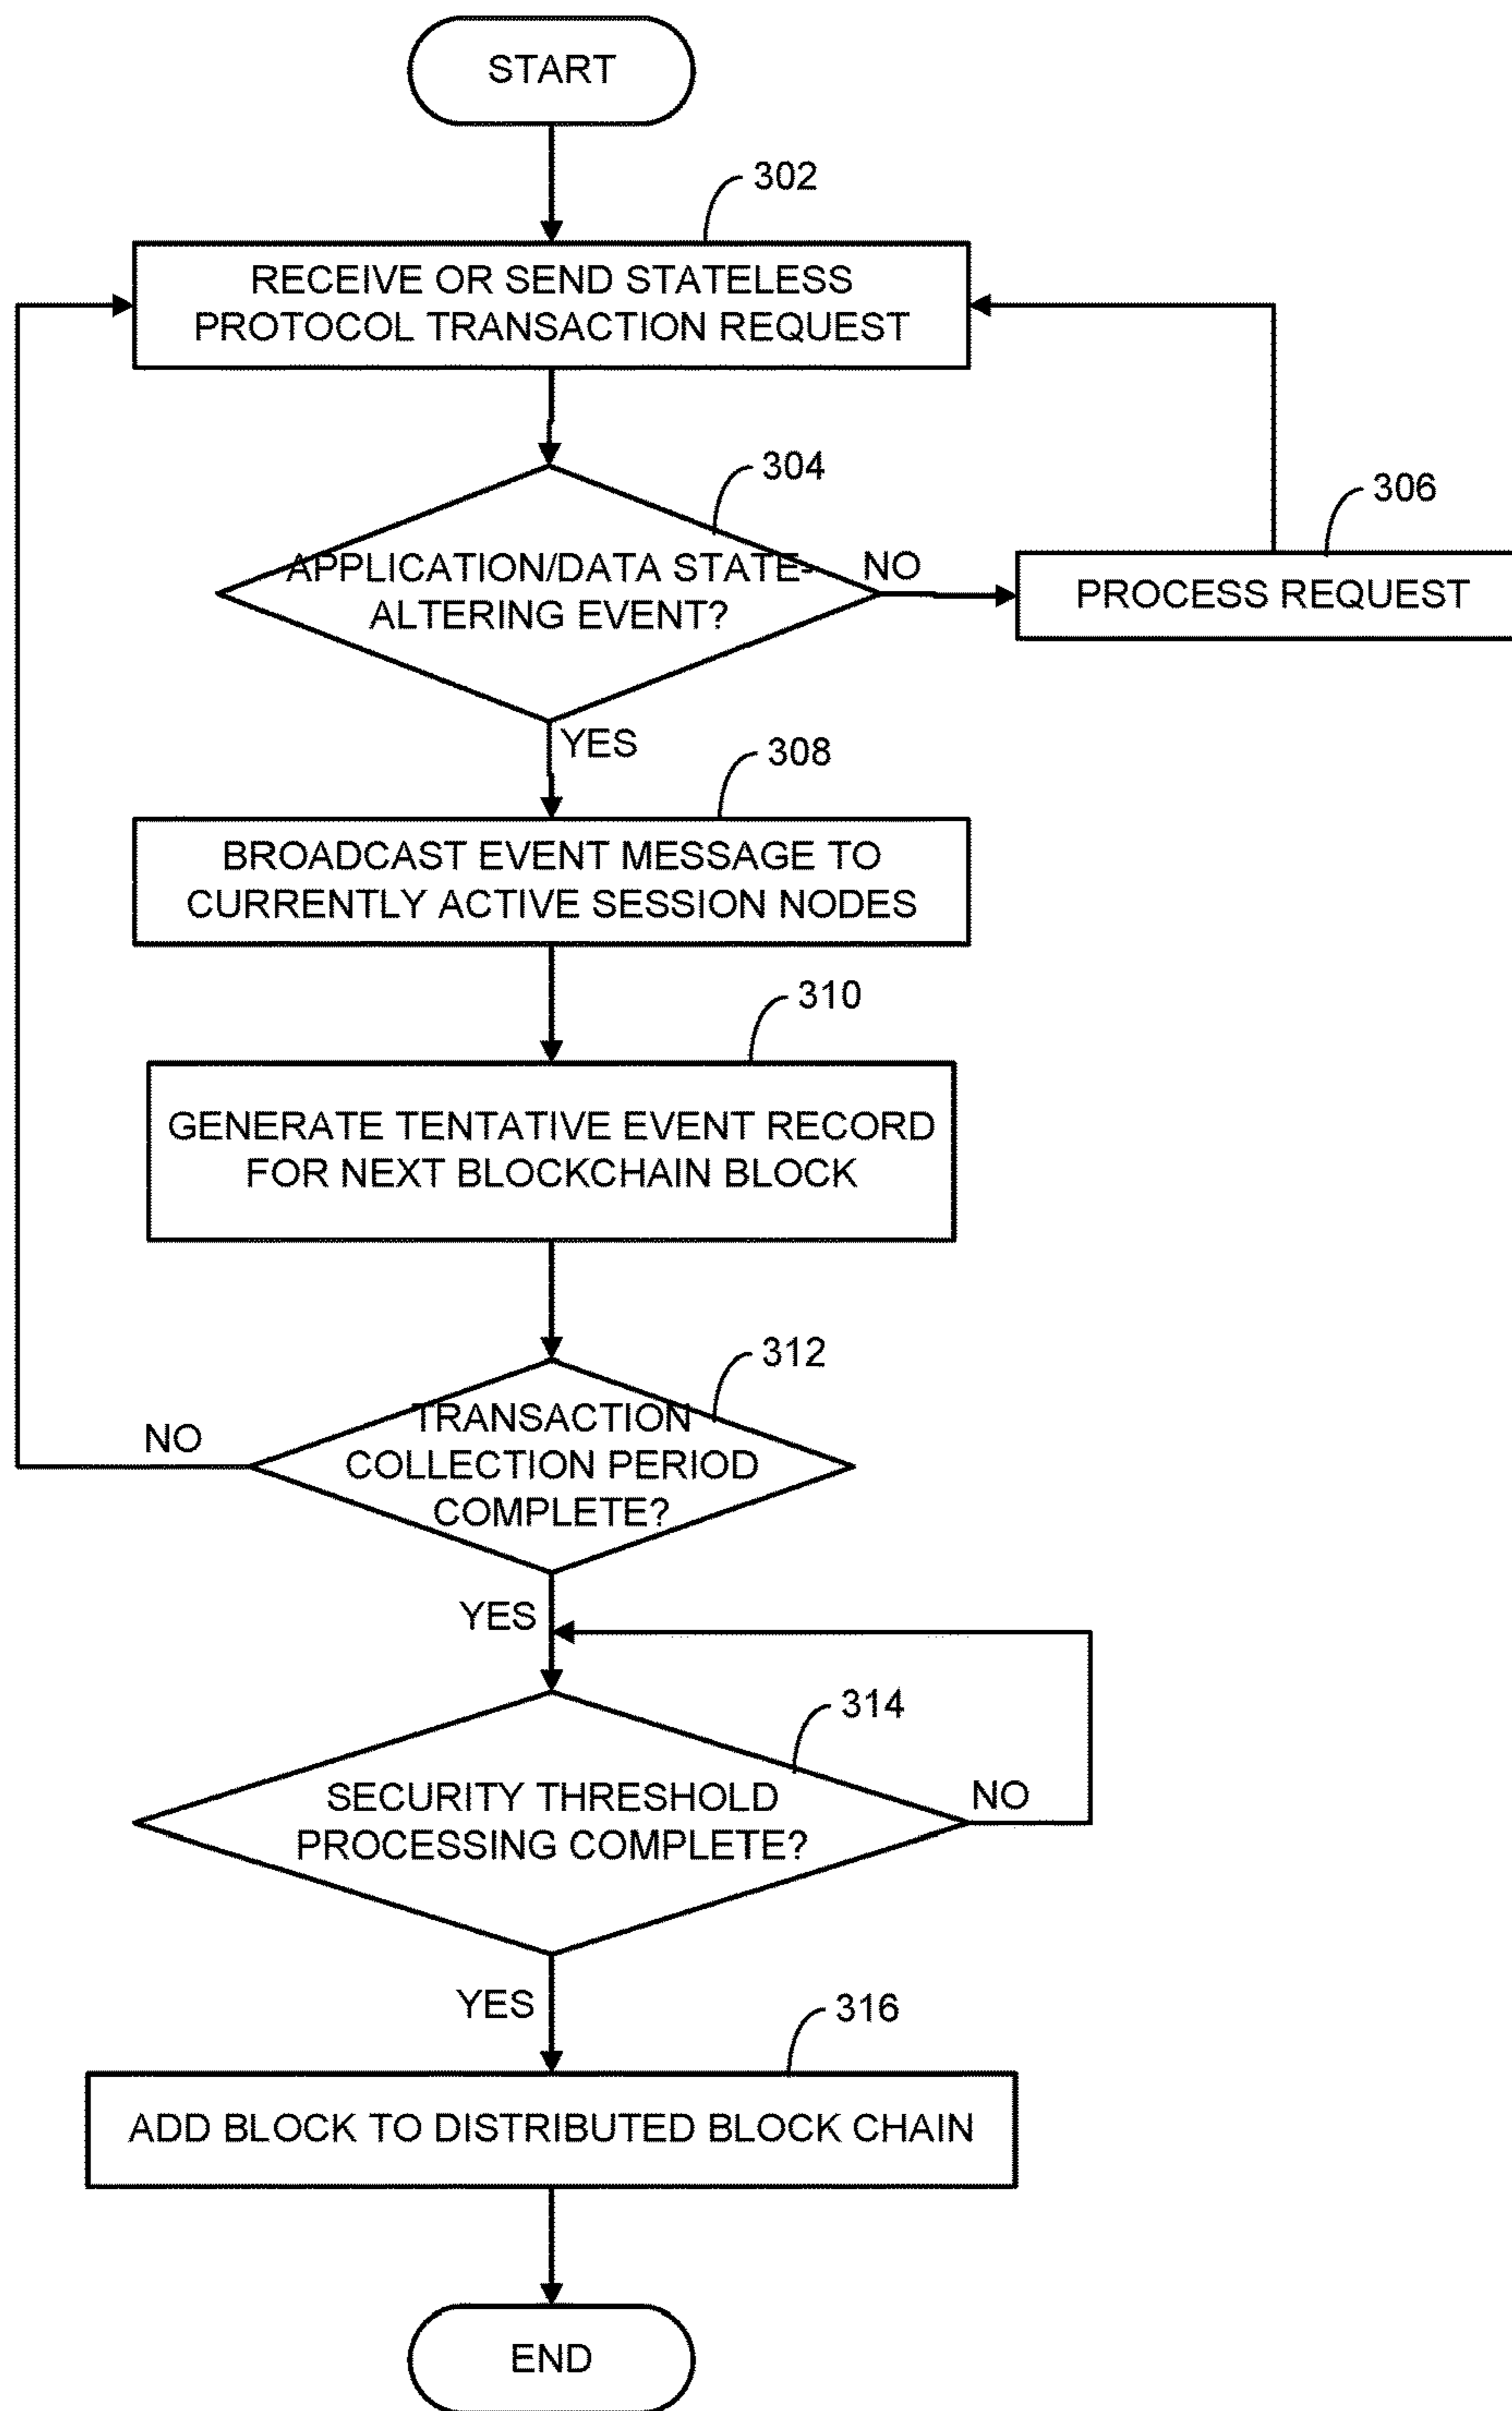 START
302
RECEIVE OR SEND STATELESS
PROTOCOL TRANSACTION REQUEST
304
APPLICATION/DATA STATE-
ALTERING EVENT?
NO
306
PROCESS REQUEST
YES
308
BROADCAST EVENT MESSAGE TO
CURRENTLY ACTIVE SESSION NODES
310
GENERATE TENTATIVE EVENT RECORD
FOR NEXT BLOCKCHAIN BLOCK
312
TRANSACTION
COLLECTION PERIOD
COMPLETE?
NO
YES
314
SECURITY THRESHOLD
PROCESSING COMPLETE?
NO
YES
316
ADD BLOCK TO DISTRIBUTED BLOCK CHAIN
END